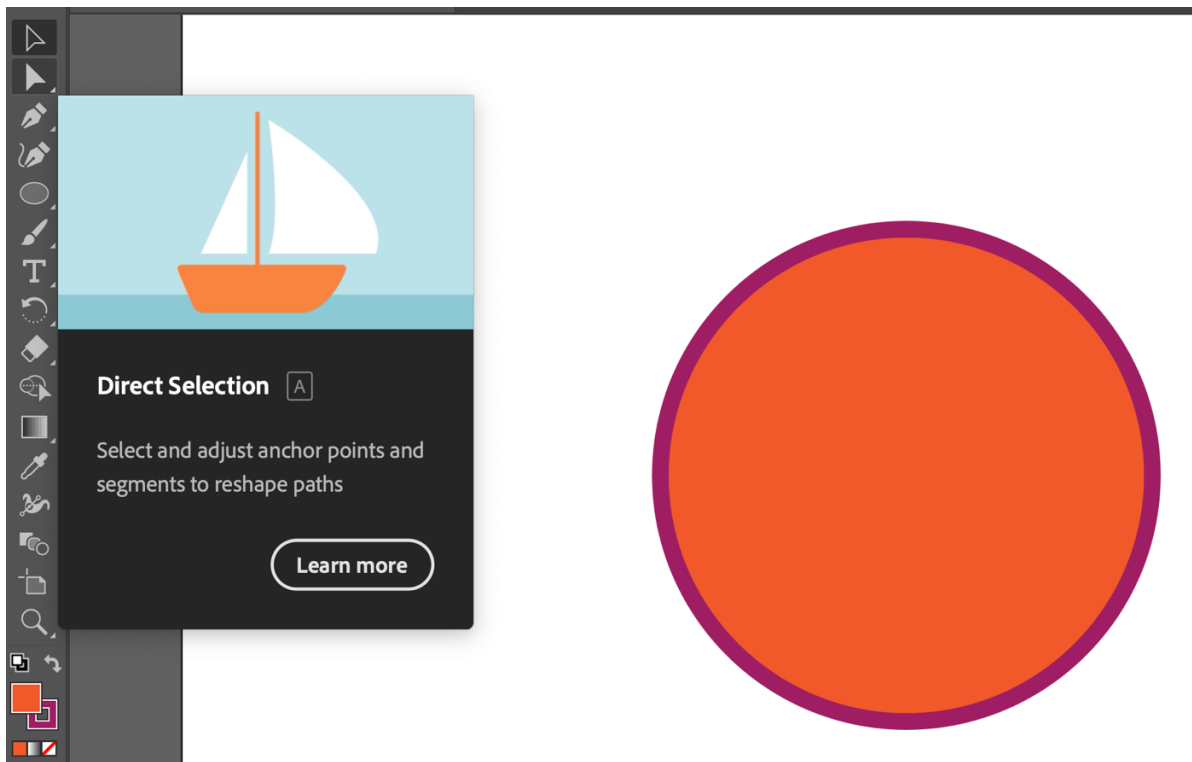 Direct Selection A
Select and adjust anchor points and
segments to reshape paths
Learn more